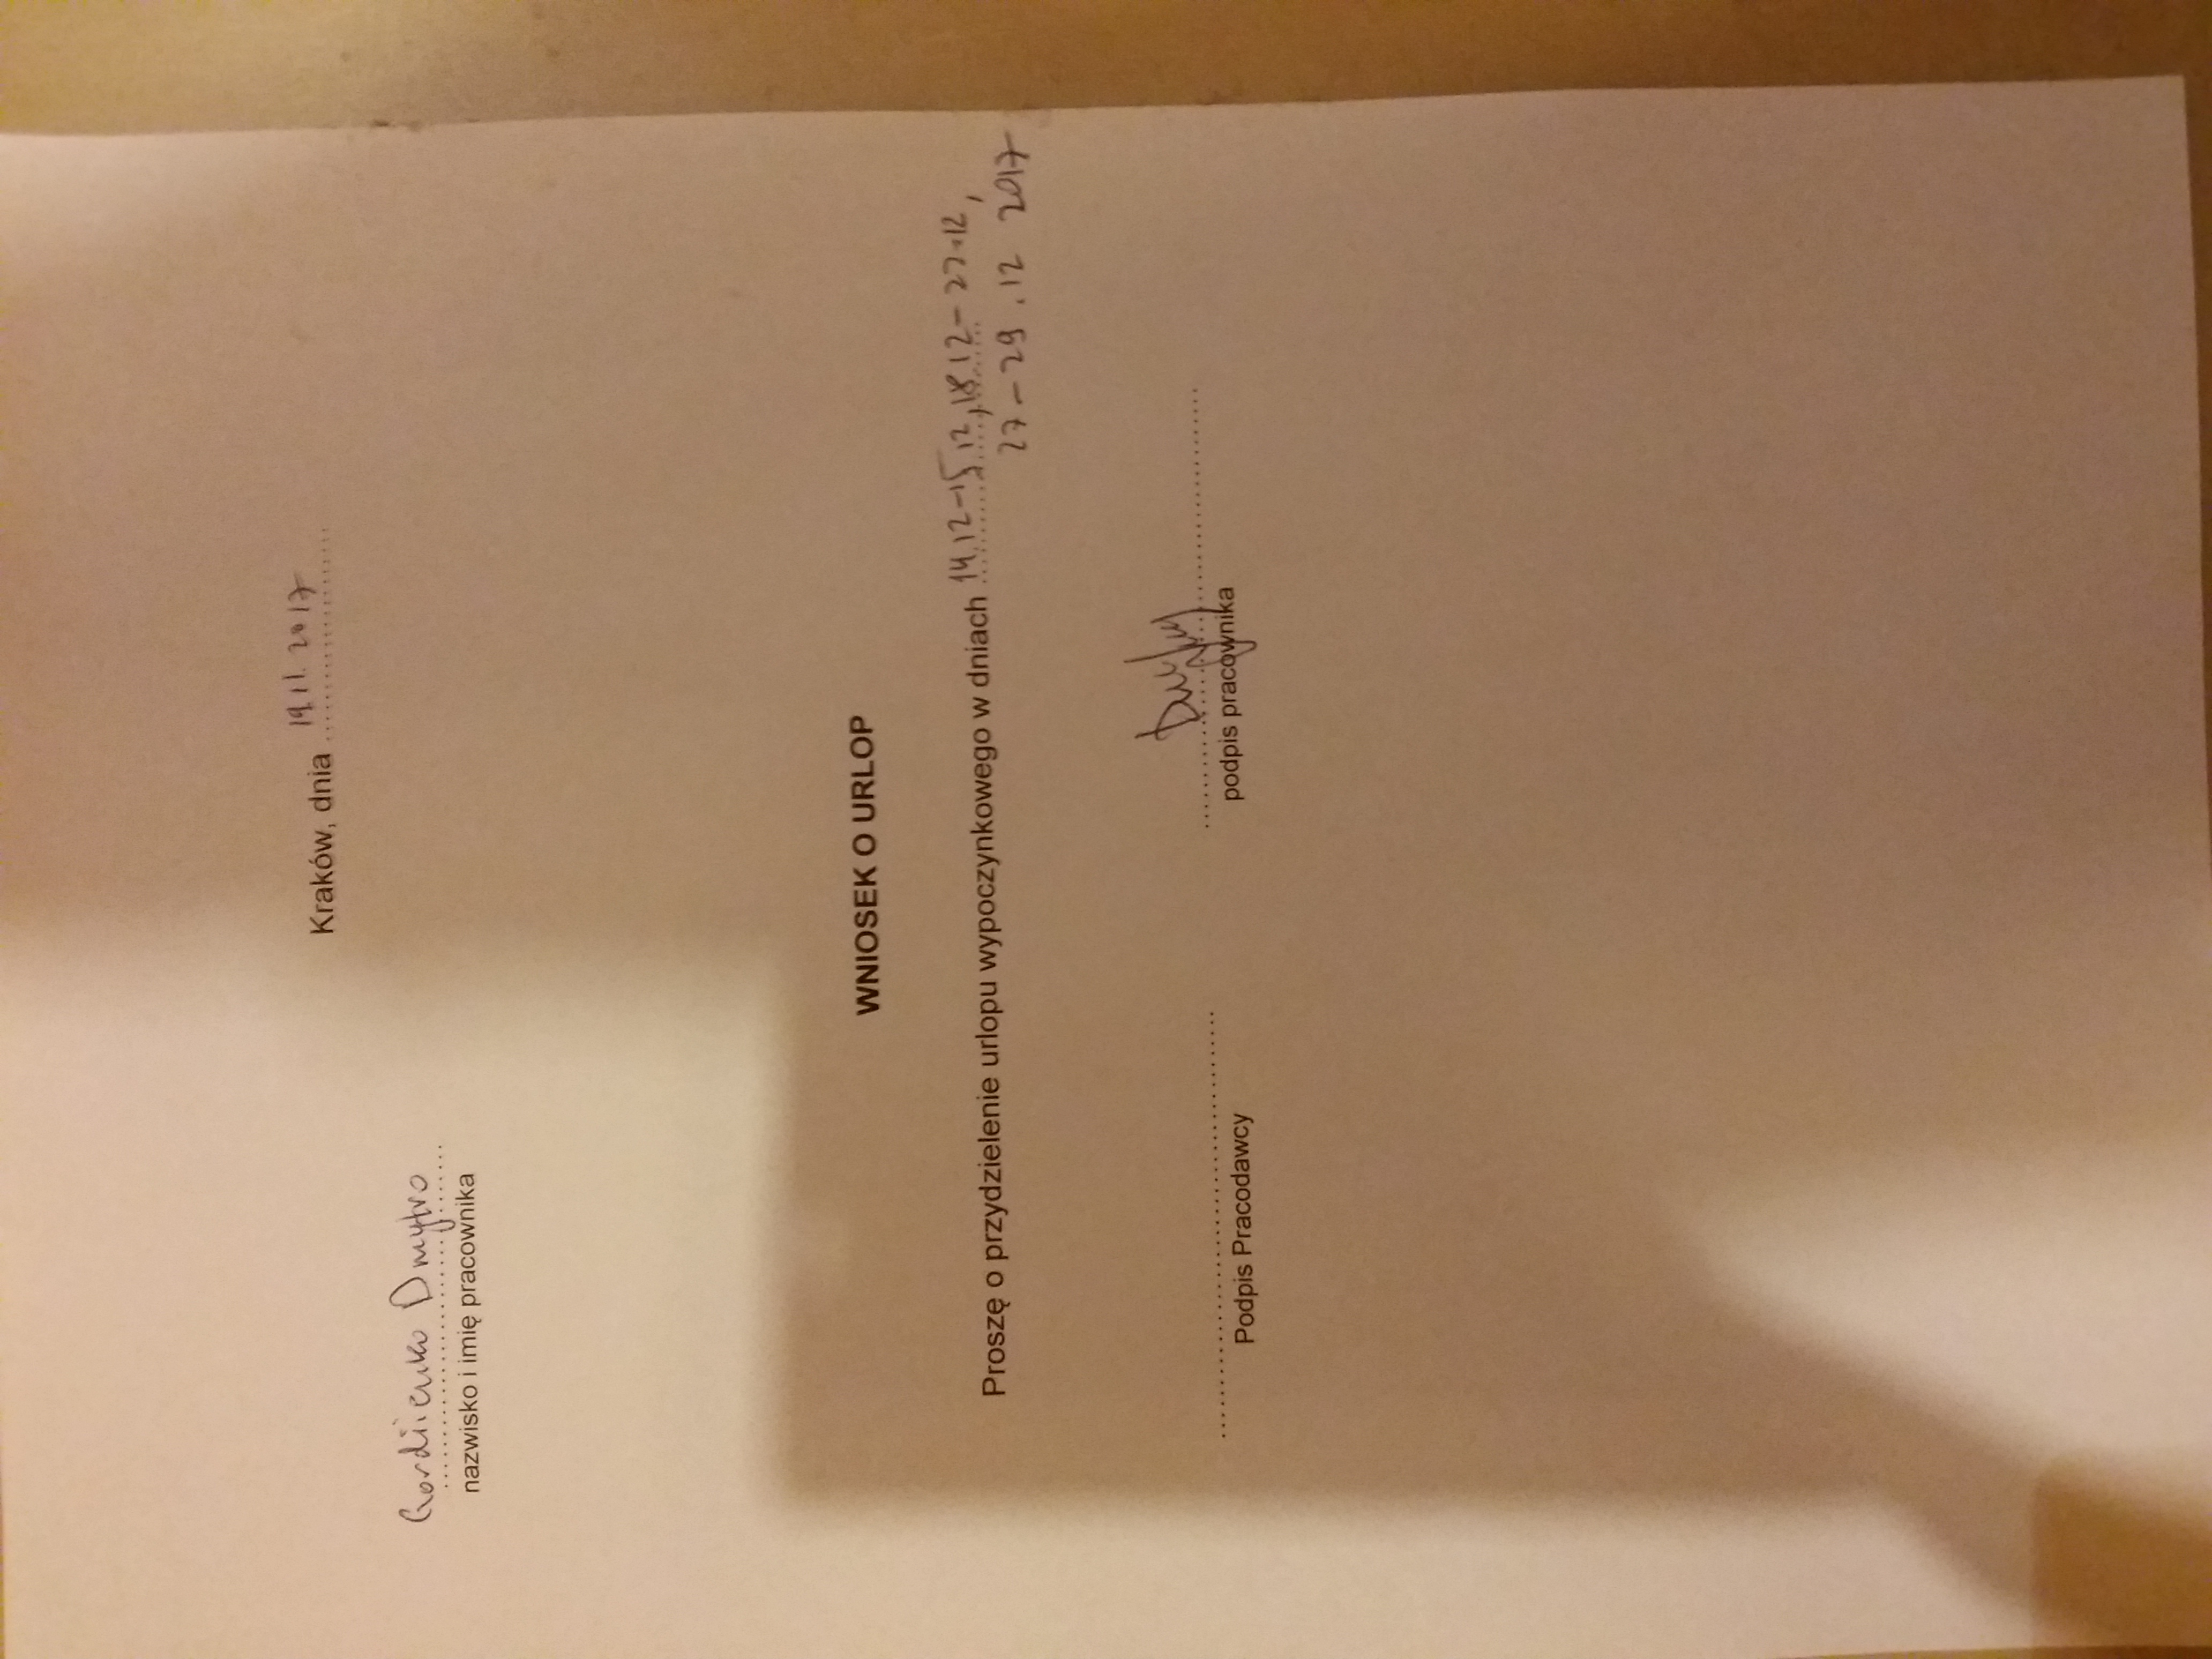 Kraków, dnia 19.11.2017
Gordiienko Dmytro
nazwisko i imię pracownika
WNIOSEK O URLOP
Proszę o przydzielenie urlopu wypoczynkowego w dniach 14.12-15.12, 18.12-22.12,
27-29.12 2017
Podpis Pracodawcy podpis pracownika